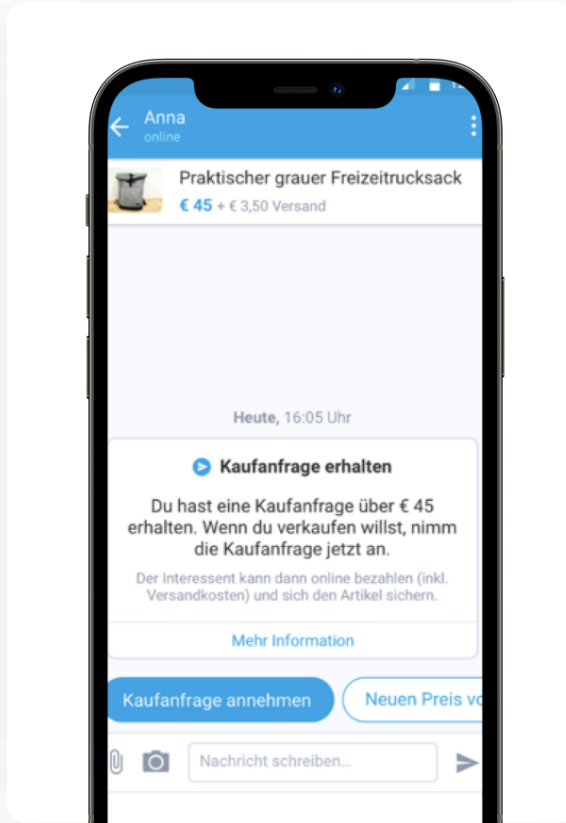 Anna
online
Praktischer grauer Freizeitrucksack
€ 45 + € 3,50 Versand
Heute, 16:05 Uhr
Kaufanfrage erhalten
Du hast eine Kaufanfrage über € 45
erhalten. Wenn du verkaufen willst, nimm
die Kaufanfrage jetzt an.
Der Interessent kann dann online bezahlen (inkl.
Versandkosten) und sich den Artikel sichern.
Mehr Information
Kaufanfrage annehmen
Neuen Preis vo
Nachricht schreiben...